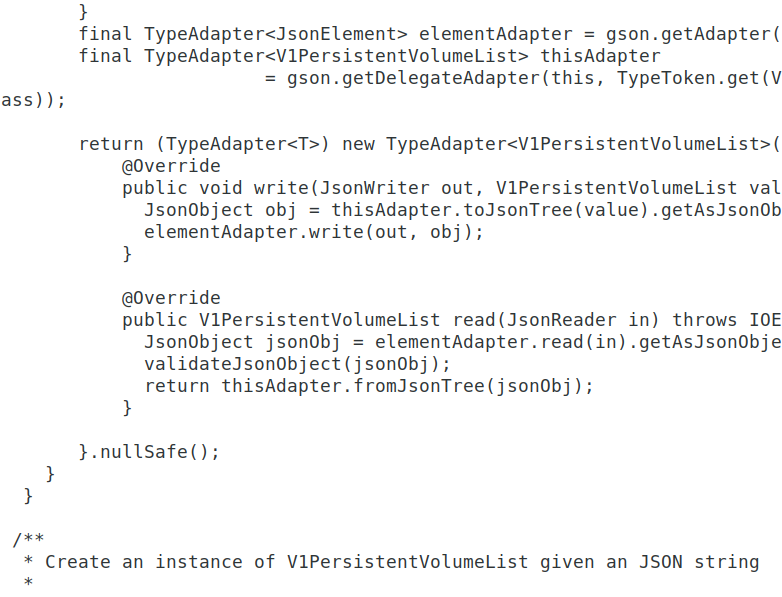 }
final TypeAdapter<JsonElement> elementAdapter = gson.getAdapter(
final TypeAdapter<V1PersistentVolumeList> thisAdapter
= gson.getDelegateAdapter(this, TypeToken.get(V
ass));
return (TypeAdapter<T>) new TypeAdapter<V1PersistentVolumeList>(
@Override
public void write(JsonWriter out, V1PersistentVolumeList val
JsonObject obj = thisAdapter.toJsonTree(value).getAsJsonOb
elementAdapter.write(out, obj);
}
@Override
public V1PersistentVolumeList read(JsonReader in) throws IOE
JsonObject jsonObj = elementAdapter.read(in).getAsJsonObje
validateJsonObject(jsonObj);
return thisAdapter.fromJsonTree(jsonObj);
}
}.nullSafe();
}
}
/**
* Create an instance of V1PersistentVolumeList given an JSON string
*